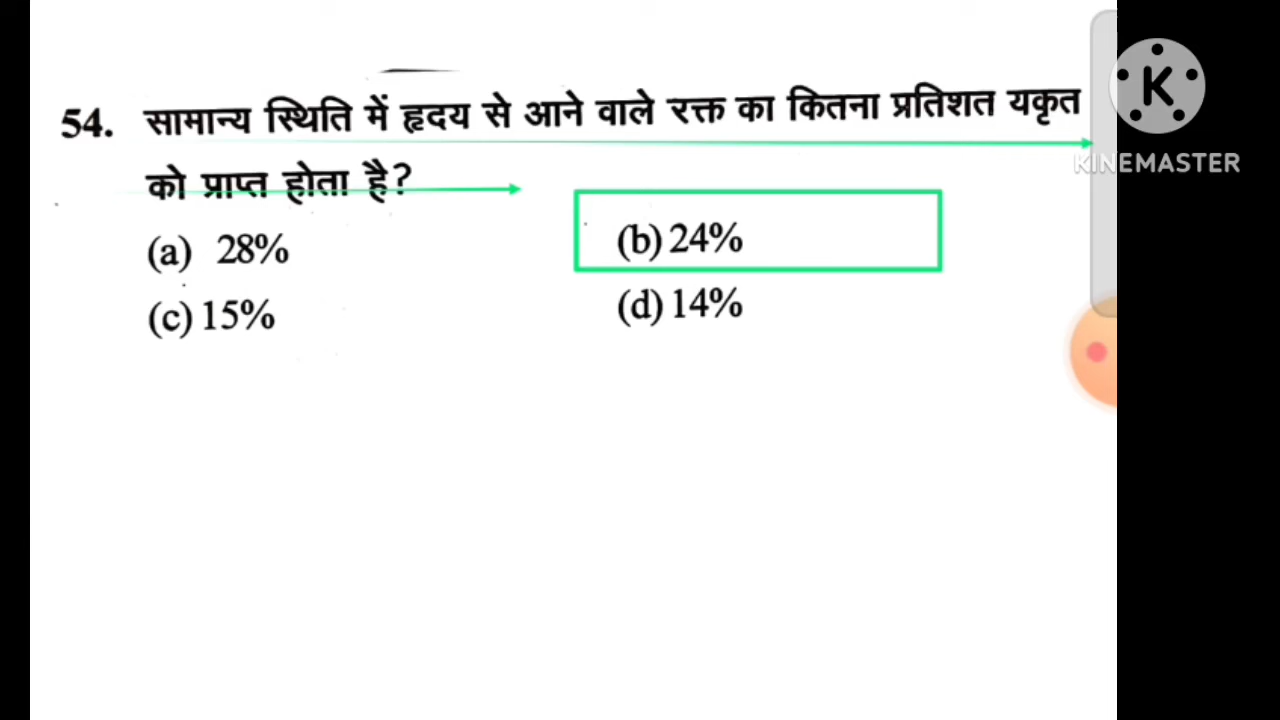 54. सामान्य स्थिति में हृदय से आने वाले रक्त का कितना प्रतिशत यकृत
को प्राप्त होता है?
(a) 28% (b) 24%
(c) 15% (d) 14%
K
KINEMASTER